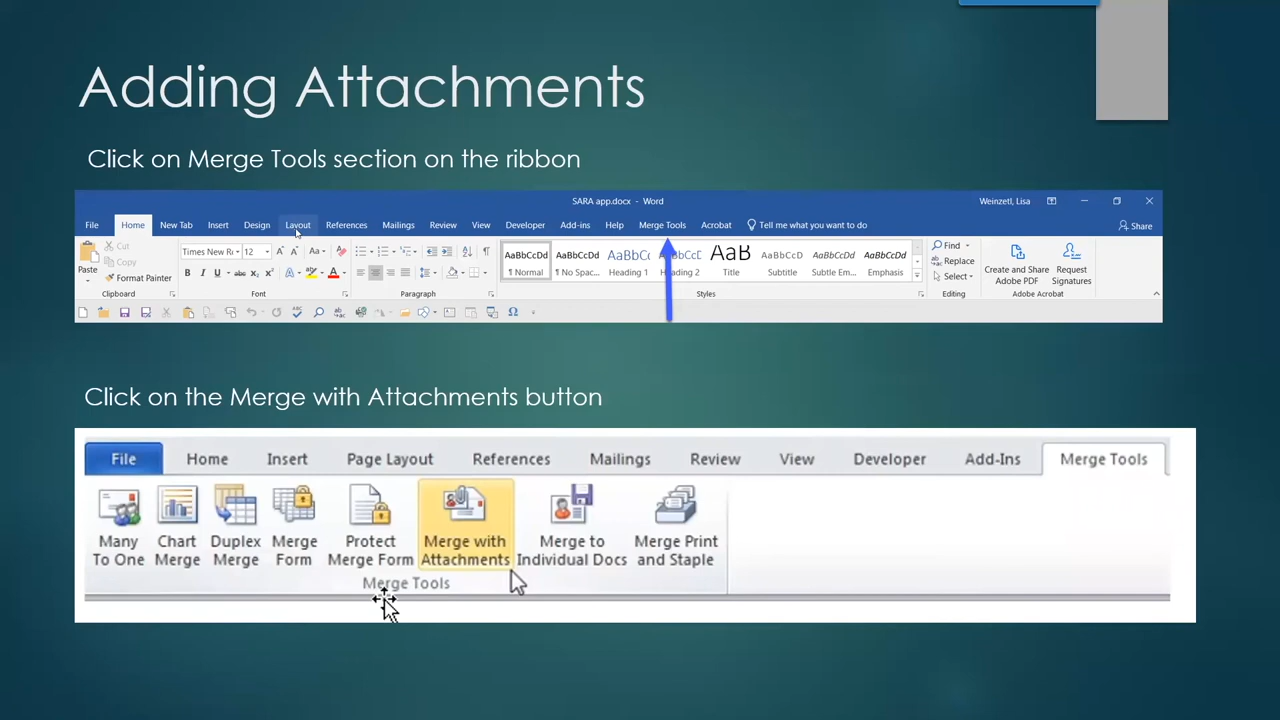 Adding Attachments
Click on Merge Tools section on the ribbon
SARA app.docx - Word
Weinzetl, Lisa
File Home New Tab Insert Design Layout References Mailings Review View Developer Add-ins Help Merge Tools Acrobat Tell me what you want to do Share
Paste
Cut
Copy
Format Painter
Clipboard
Times New Ro 12
Font
Paragraph
AaBbCcDd AaBbCcDd AaBbCc AaB AaBbCcD AaBbCcDd AaBbCcDd
¶ Normal ¶ No Spac... Heading 1 Heading 2 Title Subtitle Subtle Em... Emphasis
Styles
Find
Replace
Select
Editing
Create and Share Adobe PDF
Request Signatures
Adobe Acrobat
Click on the Merge with Attachments button
File Home Insert Page Layout References Mailings Review View Developer Add-Ins Merge Tools
Many Chart Duplex Merge Protect Merge with Merge to Merge Print
To One Merge Merge Form Merge Form Attachments Individual Docs and Staple
Merge Tools